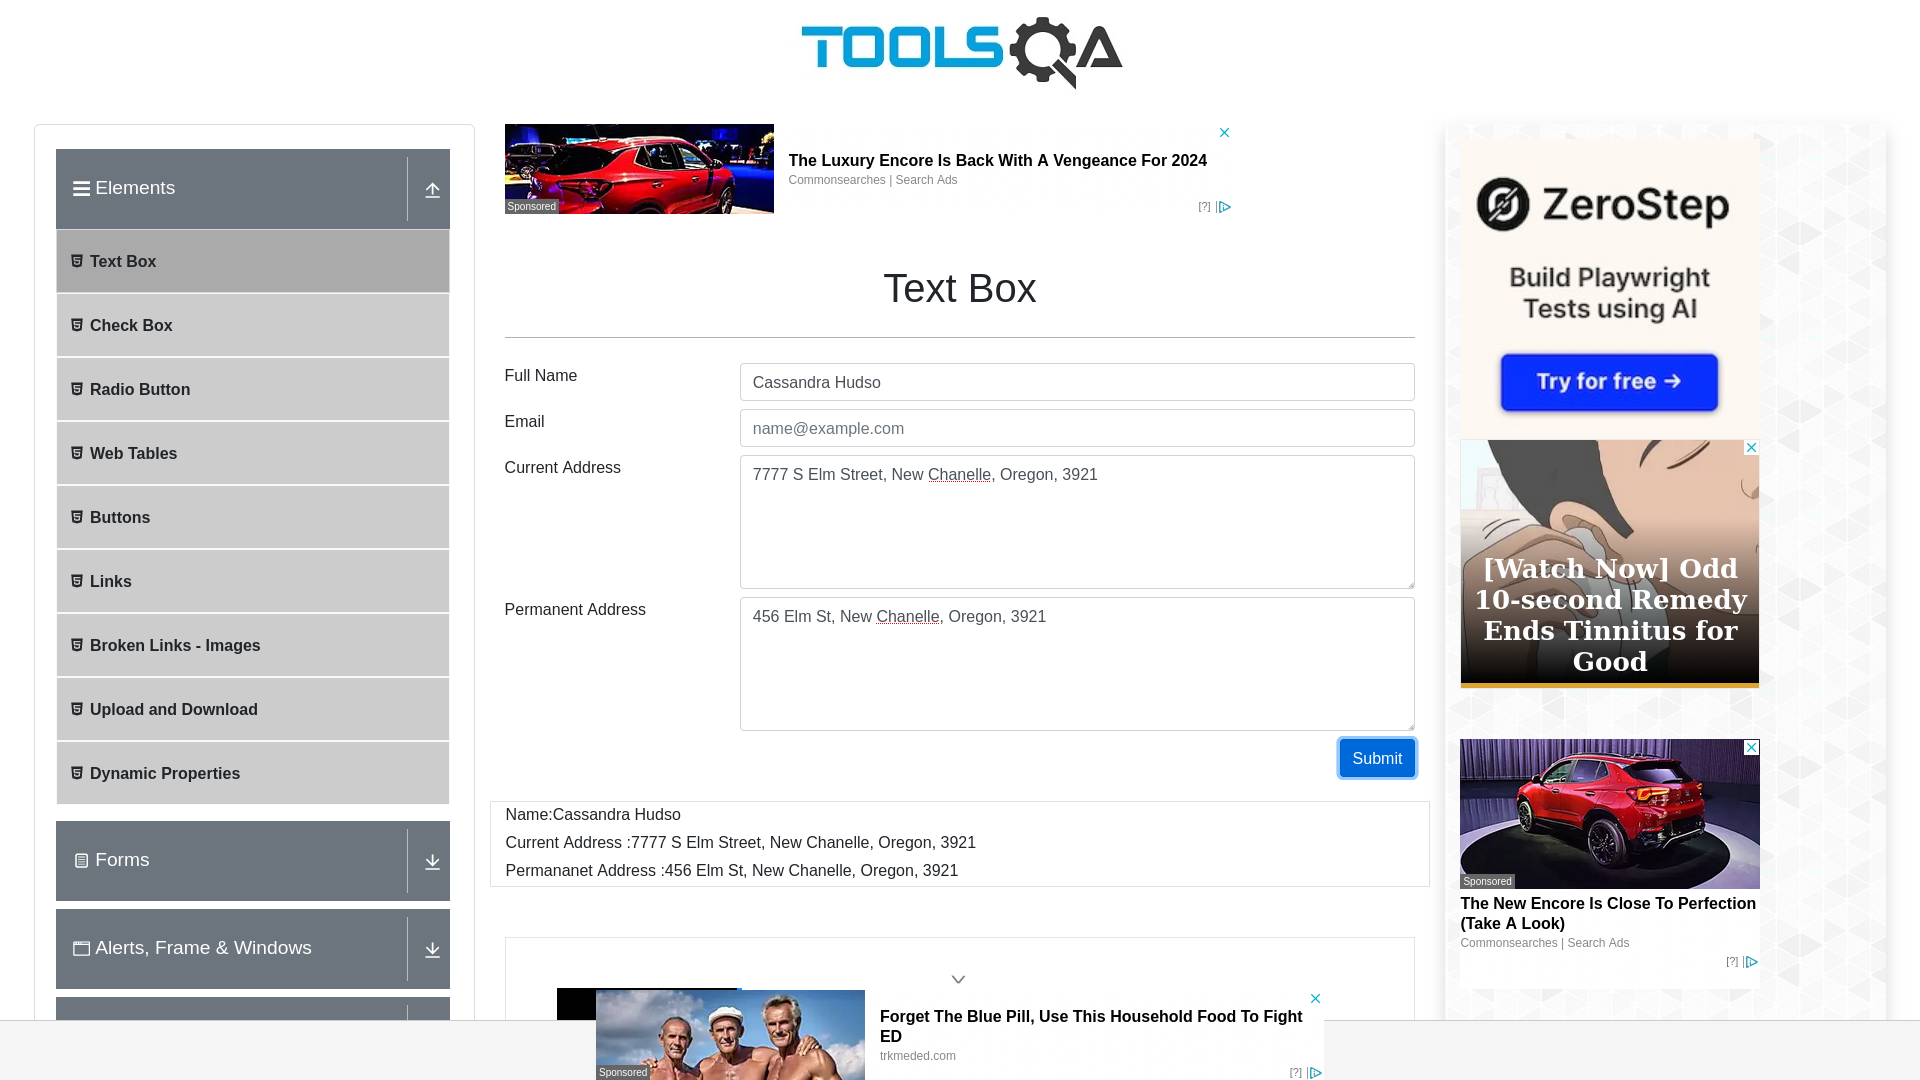 TOOLSQA
Elements
Text Box
Check Box
Radio Button
Web Tables
Buttons
Links
Broken Links - Images
Upload and Download
Dynamic Properties
Forms
Alerts, Frame & Windows
Sponsored
The Luxury Encore Is Back With A Vengeance For 2024
Commonsearches | Search Ads
[?]
Text Box
Full Name
Cassandra Hudso
Email
name@example.com
Current Address
7777 S Elm Street, New Chanelle, Oregon, 3921
Permanent Address
456 Elm St, New Chanelle, Oregon, 3921
Submit
Name:Cassandra Hudso
Current Address :7777 S Elm Street, New Chanelle, Oregon, 3921
Permananet Address :456 Elm St, New Chanelle, Oregon, 3921
Sponsored
Forget The Blue Pill, Use This Household Food To Fight
ED
trkmeded.com
[?]
ZeroStep
Build Playwright
Tests using AI
Try for free →
[Watch Now] Odd
10-second Remedy
Ends Tinnitus for
Good
Sponsored
The New Encore Is Close To Perfection
(Take A Look)
Commonsearches | Search Ads
[?]